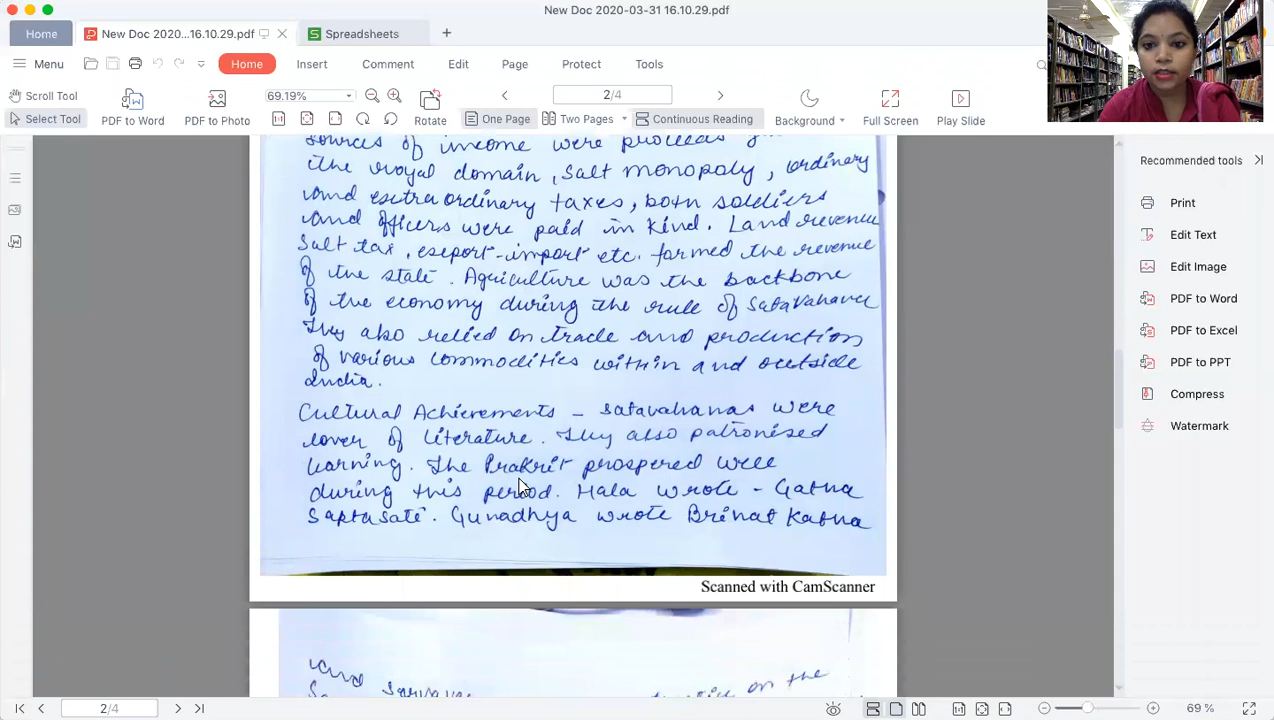 New Doc 2020-03-31 16.10.29.pdf
Home
New Doc 2020...16.10.29.pdf
Spreadsheets
Menu
Home
Insert
Comment
Edit
Page
Protect
Tools
Scroll Tool
Select Tool
PDF to Word
PDF to Photo
69.19%
Rotate
2/4
One Page
Two Pages
Continuous Reading
Background
Full Screen
Play Slide
sources of income were proceeds
the royal domain, salt monopoly, ordinary
and extraordinary taxes, both soldiers
and officers were paid in kind. Land revenue
Salt tax, export-import etc. formed the revenue
of the state. Agriculture was the backbone
of the economy during the rule of Satavahana
They also relied on trade and production
of various commodities within and outside
India.
Cultural Achievements - Satavahanas were
lover of literature. They also patronised
learning. The Prakrit prospered well
during this period. Hala wrote - Gatha
Saptasati. Gunadhya wrote Brihat Katha
Scanned with CamScanner
and
on the
Recommended tools
Print
Edit Text
Edit Image
PDF to Word
PDF to Excel
PDF to PPT
Compress
Watermark
2/4
69 %